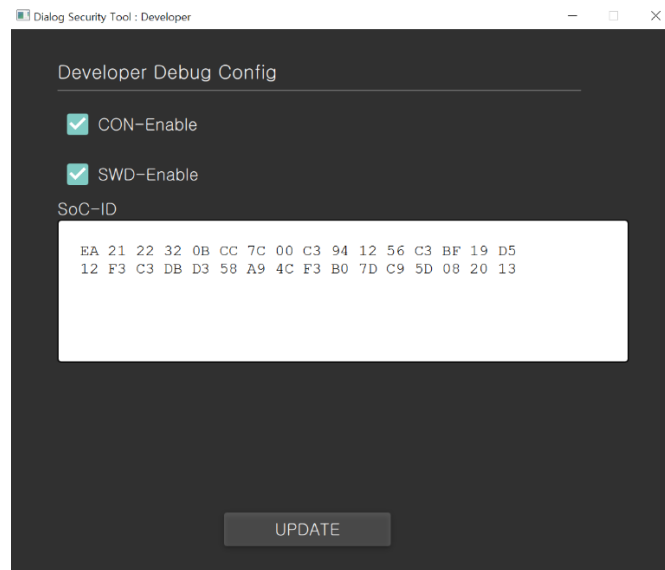 Dialog Security Tool : Developer
Developer Debug Config
CON-Enable
SWD-Enable
SoC-ID
EA 21 22 32 0B CC 7C 00 C3 94 12 56 C3 BF 19 D5
12 F3 C3 DB D3 58 A9 4C F3 B0 7D C9 5D 08 20 13
UPDATE